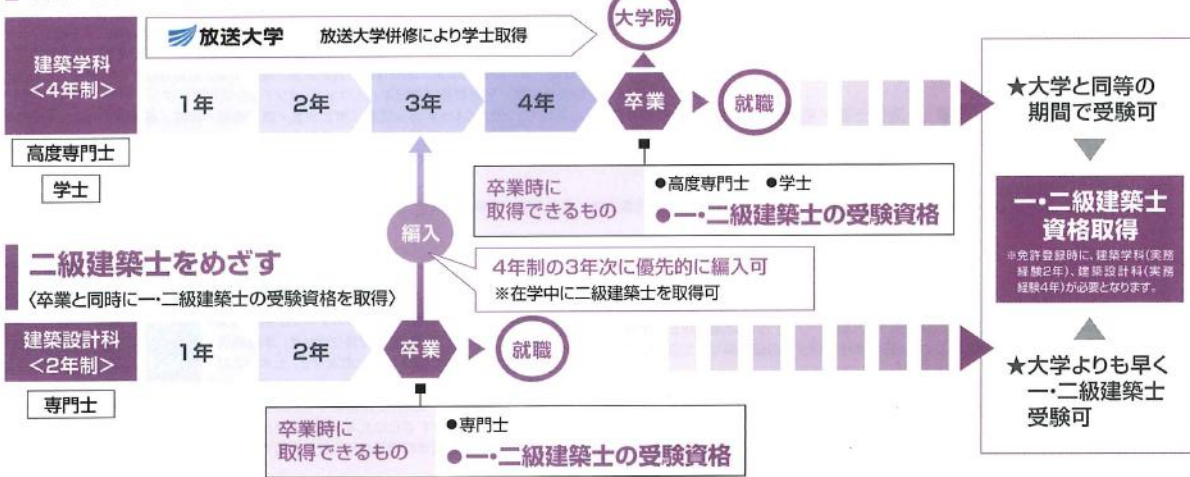 放送大学 放送大学併修により学士取得
大学院
建築学科
<4年制>
1年 2年 3年 4年 卒業 就職
高度専門士
学士
卒業時に
取得できるもの
●高度専門士 ●学士
●一・二級建築士の受験資格
編入
4年制の3年次に優先的に編入可
※在学中に二級建築士を取得可
二級建築士をめざす
〈卒業と同時に一・二級建築士の受験資格を取得〉
建築設計科
<2年制>
1年 2年 卒業 就職
専門士
卒業時に
取得できるもの
●専門士
●一・二級建築士の受験資格
★大学と同等の
期間で受験可
一・二級建築士
資格取得
※免許登録時に、建築学科(実務
経験2年)、建築設計科(実務
経験4年)が必要となります。
★大学よりも早く
一・二級建築士
受験可